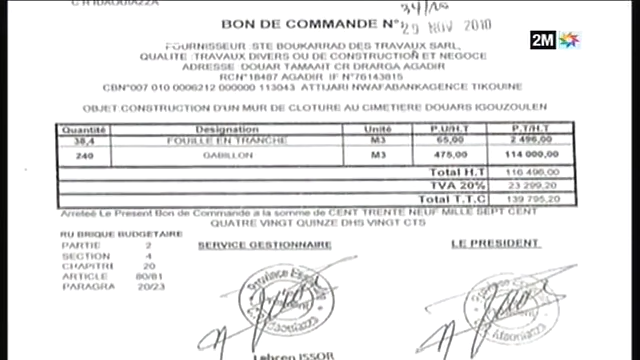 34/10
BON DE COMMANDE N°
29 NOV 2010
2M
FOURNISSEUR :STE BOUKARRAD DES TRAVAUX SARL,
QUALITE :TRAVAUX DIVERS OU DE CONSTRUCTION ET NEGOCE
ADRESSE : DOUAR TAMAAIT CR DRARGA AGADIR
RCN°18487 AGADIR IF N°76143815
CBN°007 010 0006212 000000 113043 ATTIJARI NWAFABANKAGENCE TIKOUINE
OBJET CONSTRUCTION D'UN MUR DE CLOTURE AU CIMETIERE DOUARS IGOUZOULEN
Quantité Designation Unité P.U/H.T P.T/H.T
38,4 FOUILLE EN TRANCHE M3 65,00 2 496,00
240 GABILLON M3 475,00 114 000,00
Total H.T 116 496,00
TVA 20% 23 299,20
Total T.T.C 139 795,20
Arreteé Le Present Bon de Commande a la somme de CENT TRENTE NEUF MILLE SEPT CENT
QUATRE VINGT QUINZE DHS VINGT CTS
RU BRIQUE BUDGETAIRE
PARTIE 2
SECTION 4
CHAPITRI 20
ARTICLE 80/81
PARAGRA 20/23
SERVICE GESTIONNAIRE
LE PRESIDENT
Lahcen ISSOR